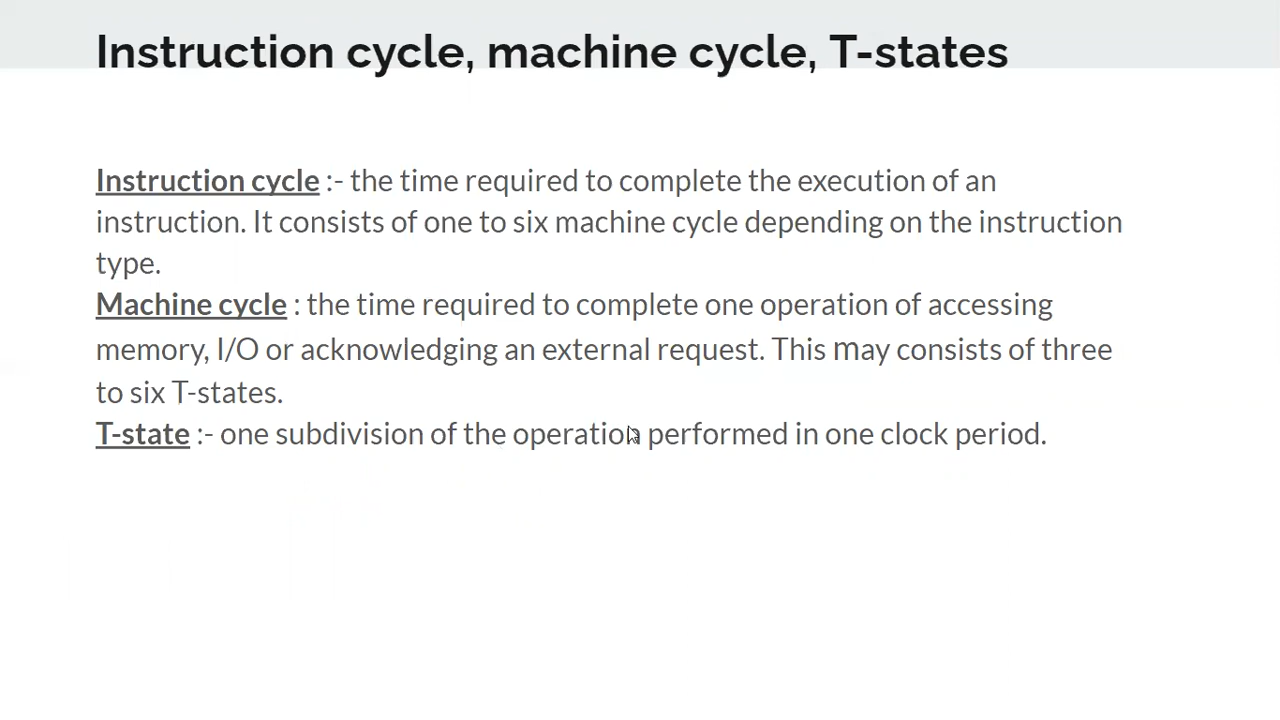 Instruction cycle, machine cycle, T-states
Instruction cycle :- the time required to complete the execution of an
instruction. It consists of one to six machine cycle depending on the instruction
type.
Machine cycle : the time required to complete one operation of accessing
memory, I/O or acknowledging an external request. This may consists of three
to six T-states.
T-state :- one subdivision of the operation performed in one clock period.